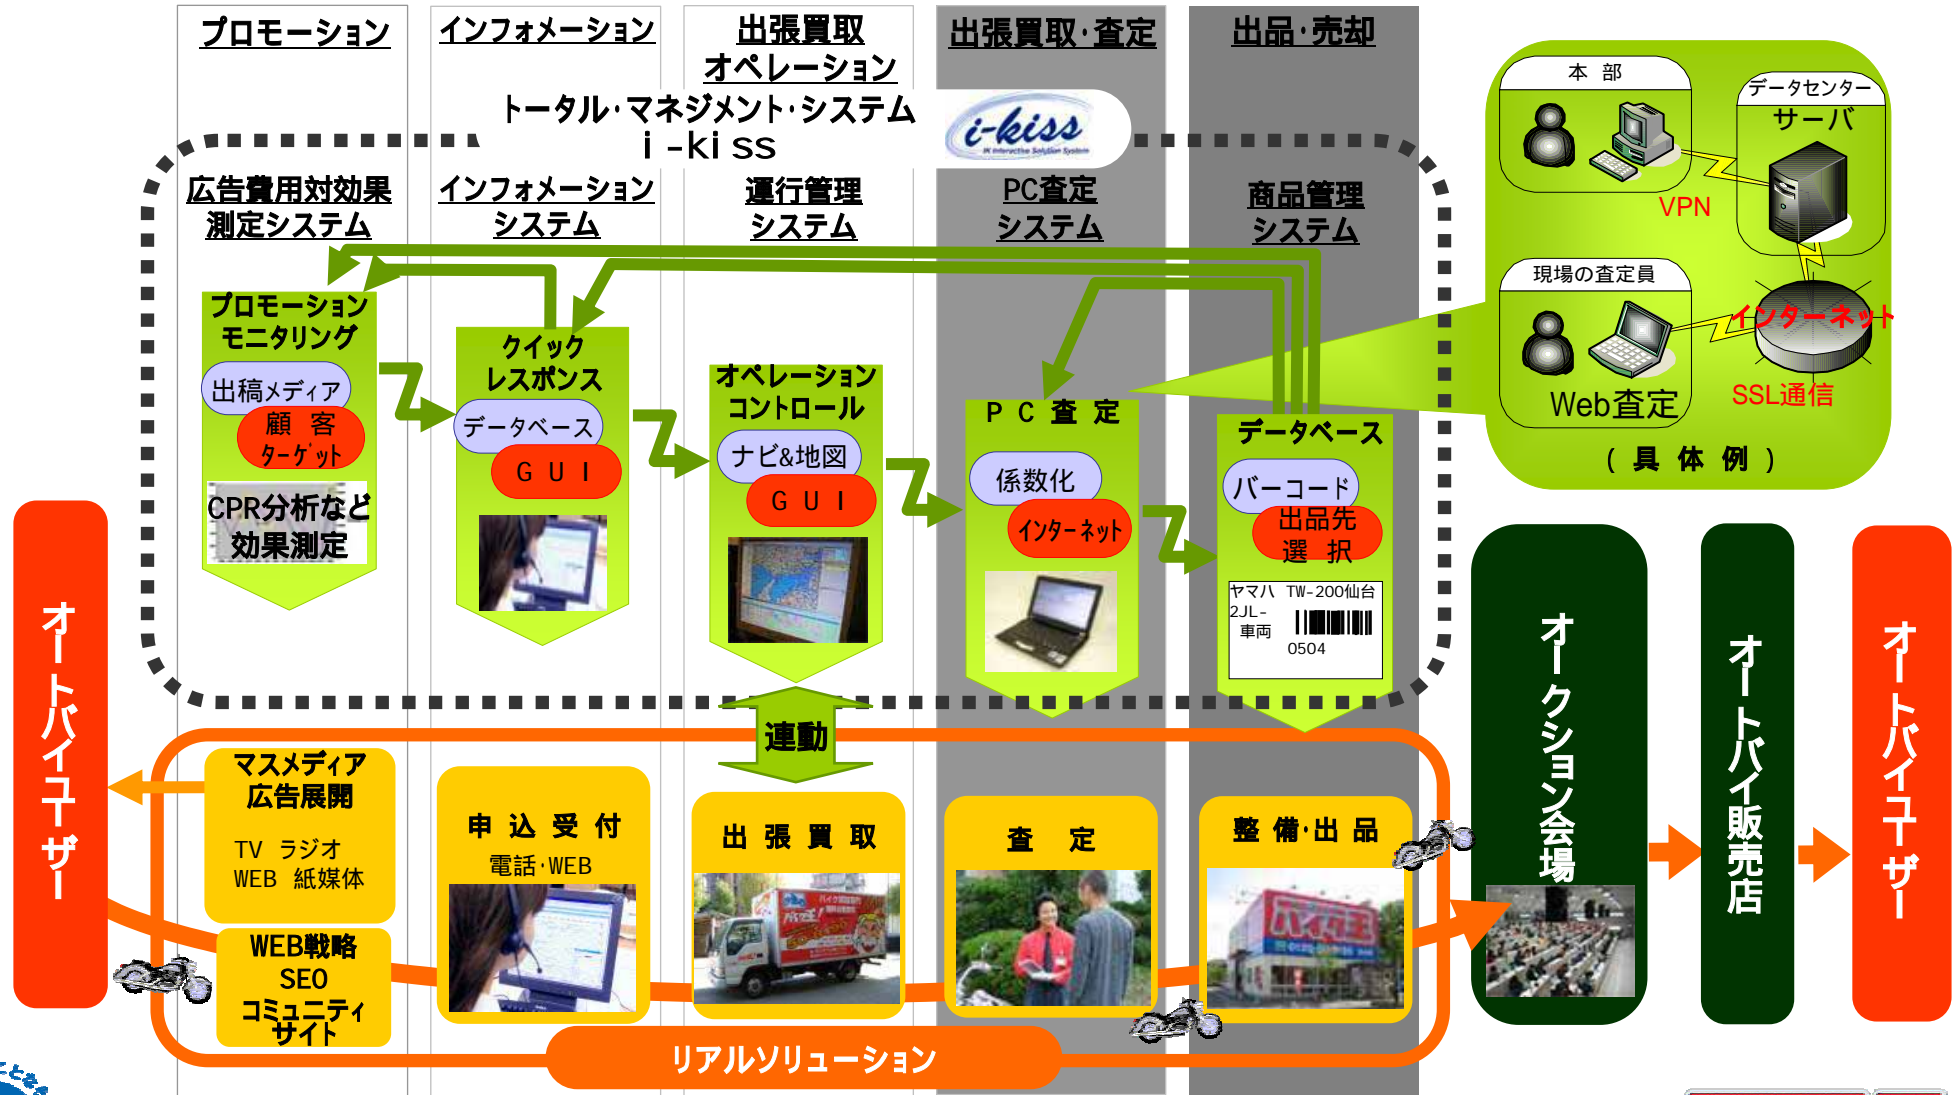 プロモーション
インフォメーション
出張買取
オペレーション
出張買取・査定
出品・売却
トータル・マネジメント・システム
i-kiss
i-kiss
IK Interactive Solution System
広告費用対効果
測定システム
インフォメーション
システム
運行管理
システム
PC査定
システム
商品管理
システム
プロモーション
モニタリング
出稿メディア
顧 客
ターゲット
CPR分析など
効果測定
クイック
レスポンス
データベース
G U I
オペレーション
コントロール
ナビ&地図
G U I
P C 査 定
係数化
インターネット
データベース
バーコード
出品先
選 択
ヤマハ TW-200仙台
2JL-
車両
0504
本 部
データセンター
サーバ
VPN
現場の査定員
Web査定
インターネット
SSL通信
( 具 体 例 )
連動
オートバイユーザー
マスメディア
広告展開
TV ラジオ
WEB 紙媒体
WEB戦略
SEO
コミュニティ
サイト
申 込 受 付
電話・WEB
出 張 買 取
査 定
整 備・出 品
バイク王
リアルソリューション
オークション会場
オートバイ販売店
オートバイユーザー